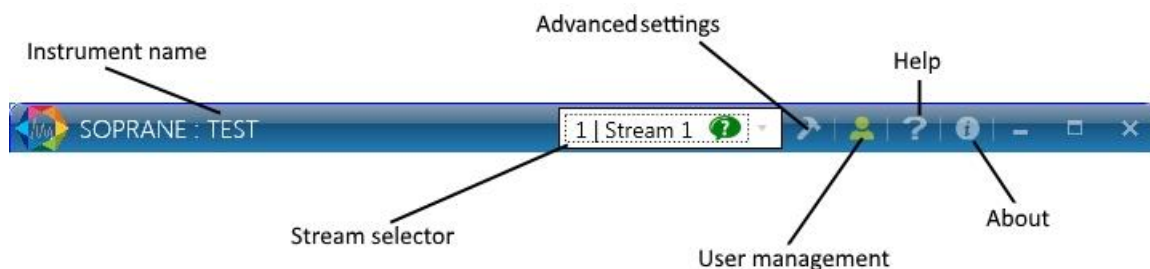 Advanced settings
Instrument name
Help
SOPRANE : TEST
1 | Stream 1 ?
?
i
About
Stream selector
User management